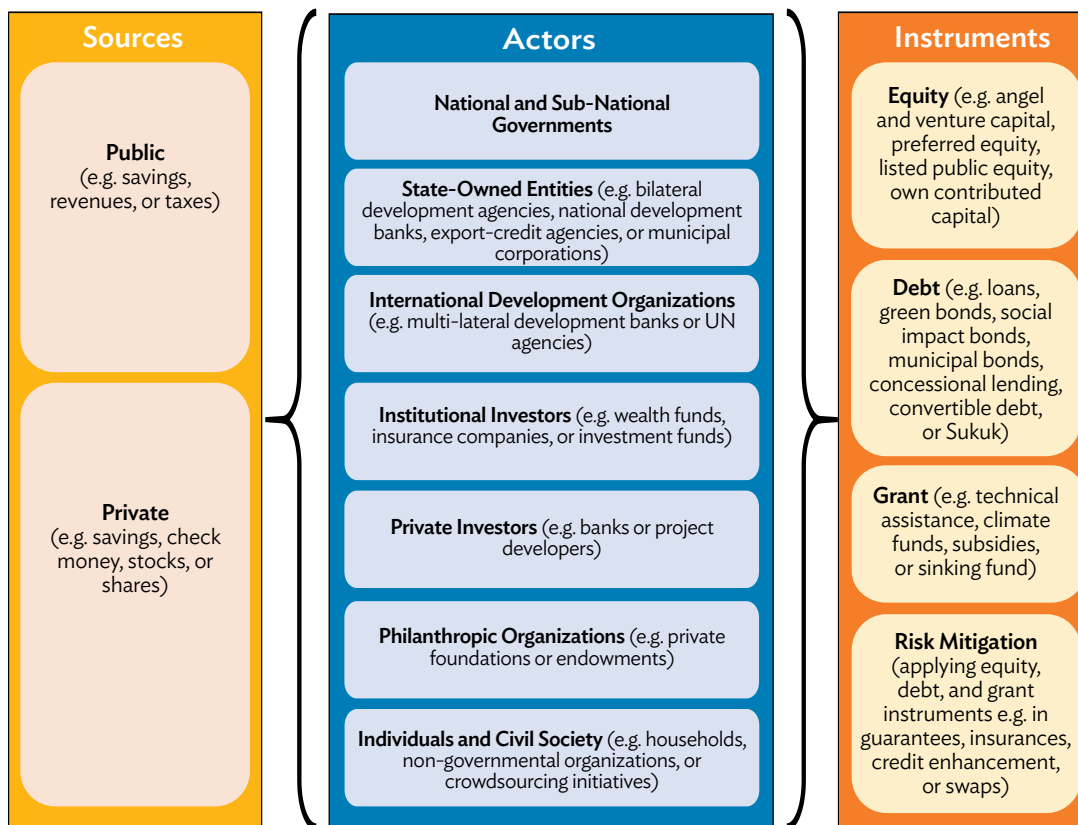 Sources
Public
(e.g. savings,
revenues, or taxes)
Private
(e.g. savings, check
money, stocks, or
shares)
Actors
National and Sub-National
Governments
State-Owned Entities (e.g. bilateral
development agencies, national development
banks, export-credit agencies, or municipal
corporations)
International Development Organizations
(e.g. multi-lateral development banks or UN
agencies)
Institutional Investors (e.g. wealth funds,
insurance companies, or investment funds)
Private Investors (e.g. banks or project
developers)
Philanthropic Organizations (e.g. private
foundations or endowments)
Individuals and Civil Society (e.g. households,
non-governmental organizations, or
crowdsourcing initiatives)
Instruments
Equity (e.g. angel
and venture capital,
preferred equity,
listed public equity,
own contributed
capital)
Debt (e.g. loans,
green bonds, social
impact bonds,
municipal bonds,
concessional lending,
convertible debt,
or Sukuk)
Grant (e.g. technical
assistance, climate
funds, subsidies,
or sinking fund)
Risk Mitigation
(applying equity,
debt, and grant
instruments e.g. in
guarantees, insurances,
credit enhancement,
or swaps)